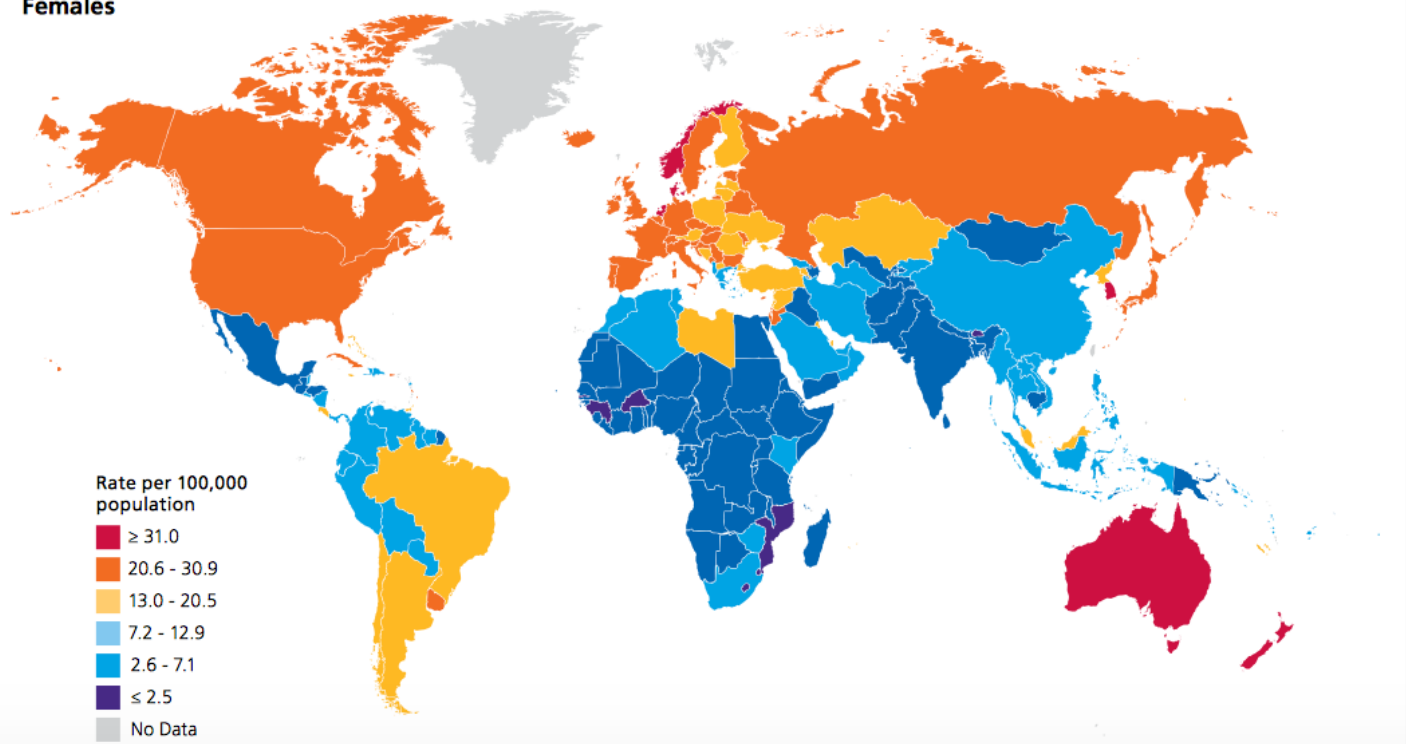 Females
Rate per 100,000
population
≥ 31.0
20.6 - 30.9
13.0 - 20.5
7.2 - 12.9
2.6 - 7.1
≤ 2.5
No Data